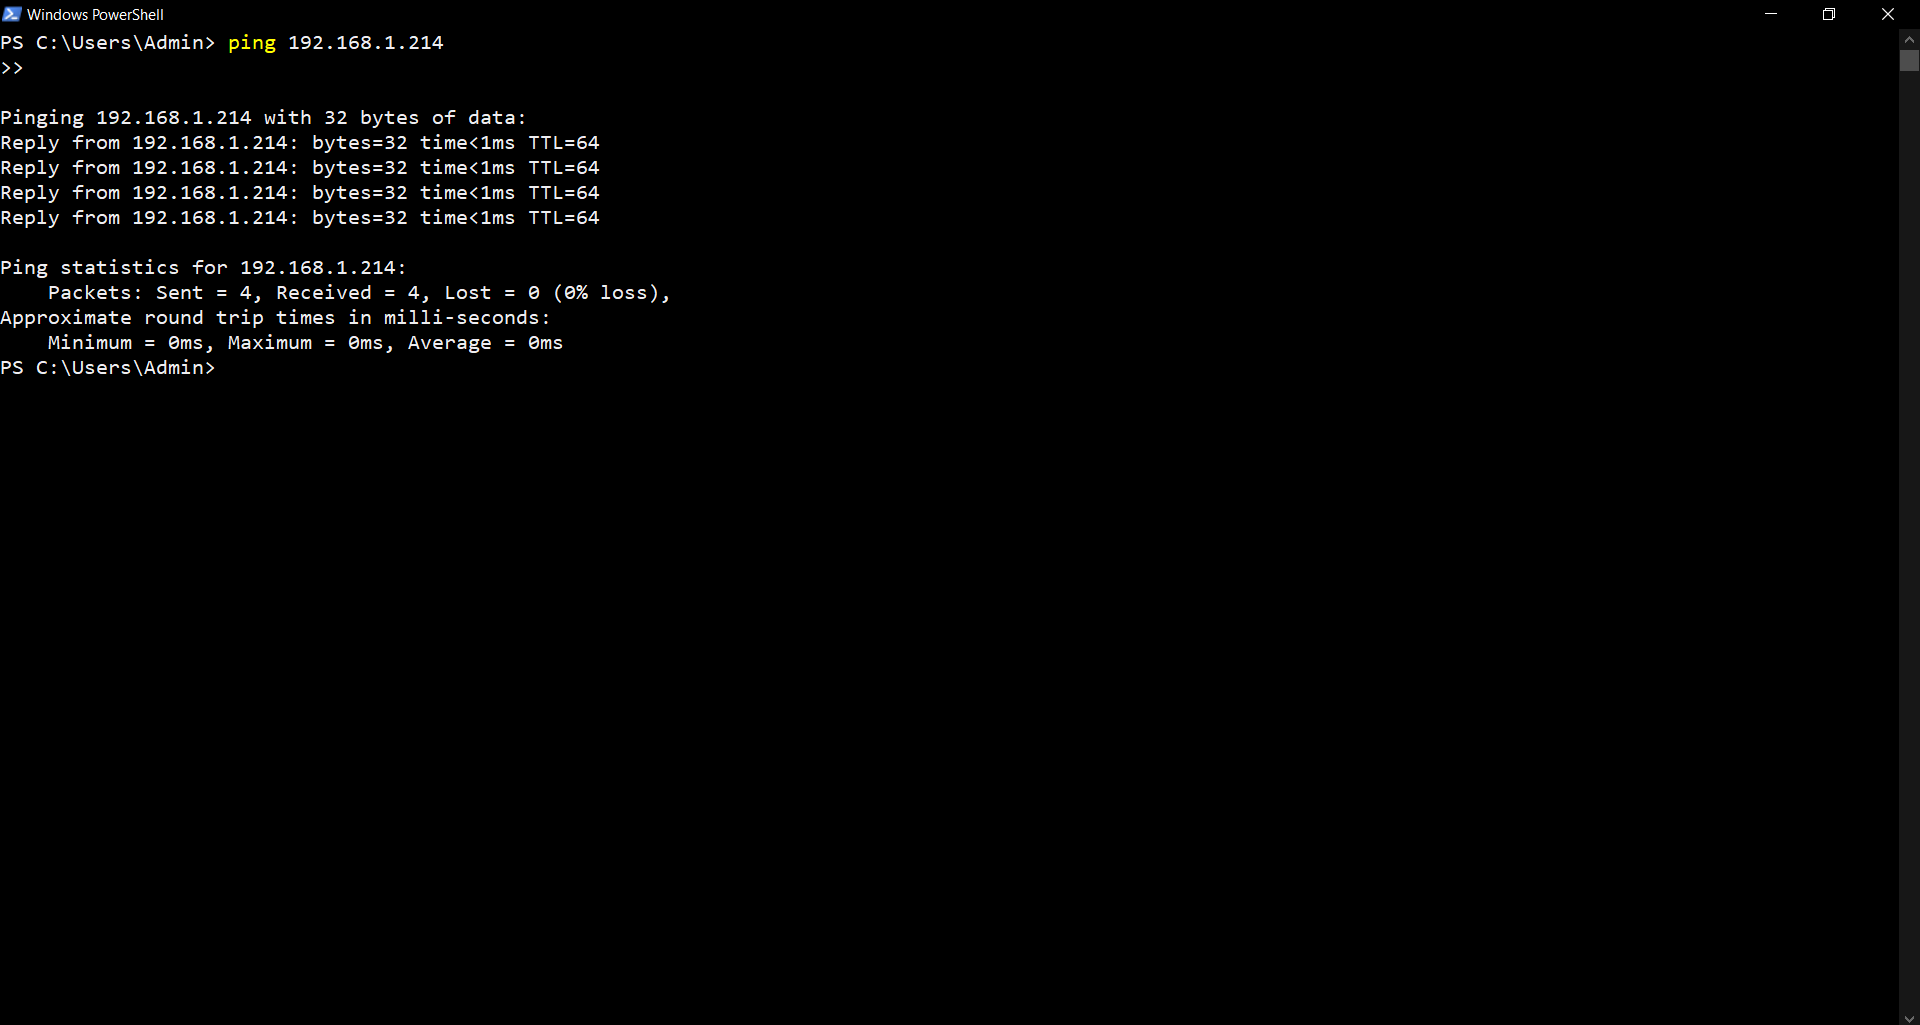 Windows PowerShell
PS C:\Users\Admin> ping 192.168.1.214
>>
Pinging 192.168.1.214 with 32 bytes of data:
Reply from 192.168.1.214: bytes=32 time<1ms TTL=64
Reply from 192.168.1.214: bytes=32 time<1ms TTL=64
Reply from 192.168.1.214: bytes=32 time<1ms TTL=64
Reply from 192.168.1.214: bytes=32 time<1ms TTL=64
Ping statistics for 192.168.1.214:
    Packets: Sent = 4, Received = 4, Lost = 0 (0% loss),
Approximate round trip times in milli-seconds:
    Minimum = 0ms, Maximum = 0ms, Average = 0ms
PS C:\Users\Admin>